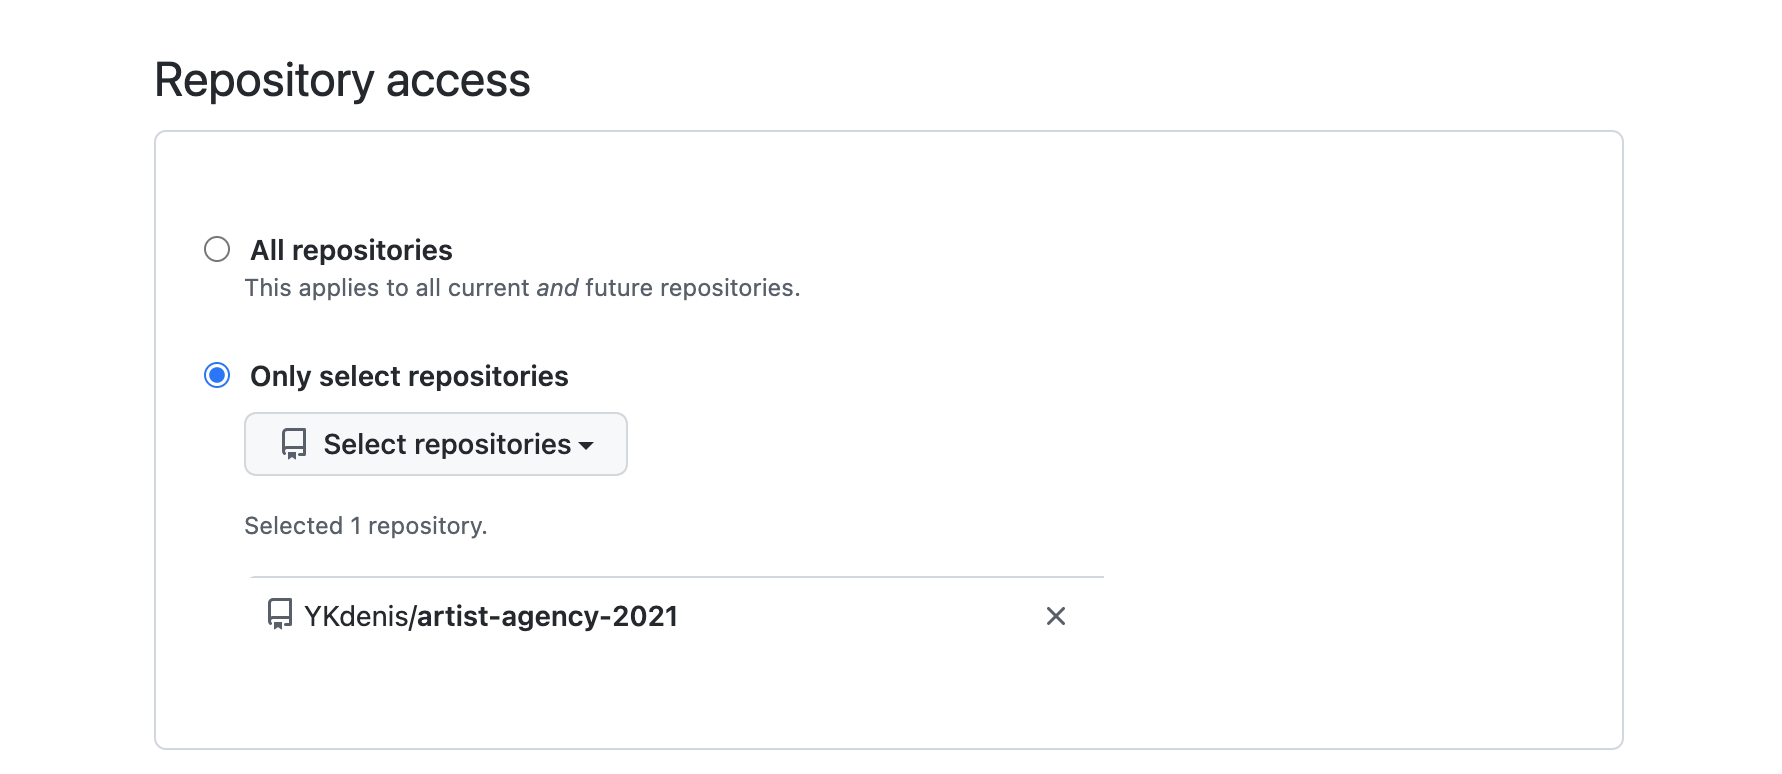 Repository access
All repositories
This applies to all current and future repositories.
Only select repositories
Select repositories
Selected 1 repository.
YKdenis/artist-agency-2021